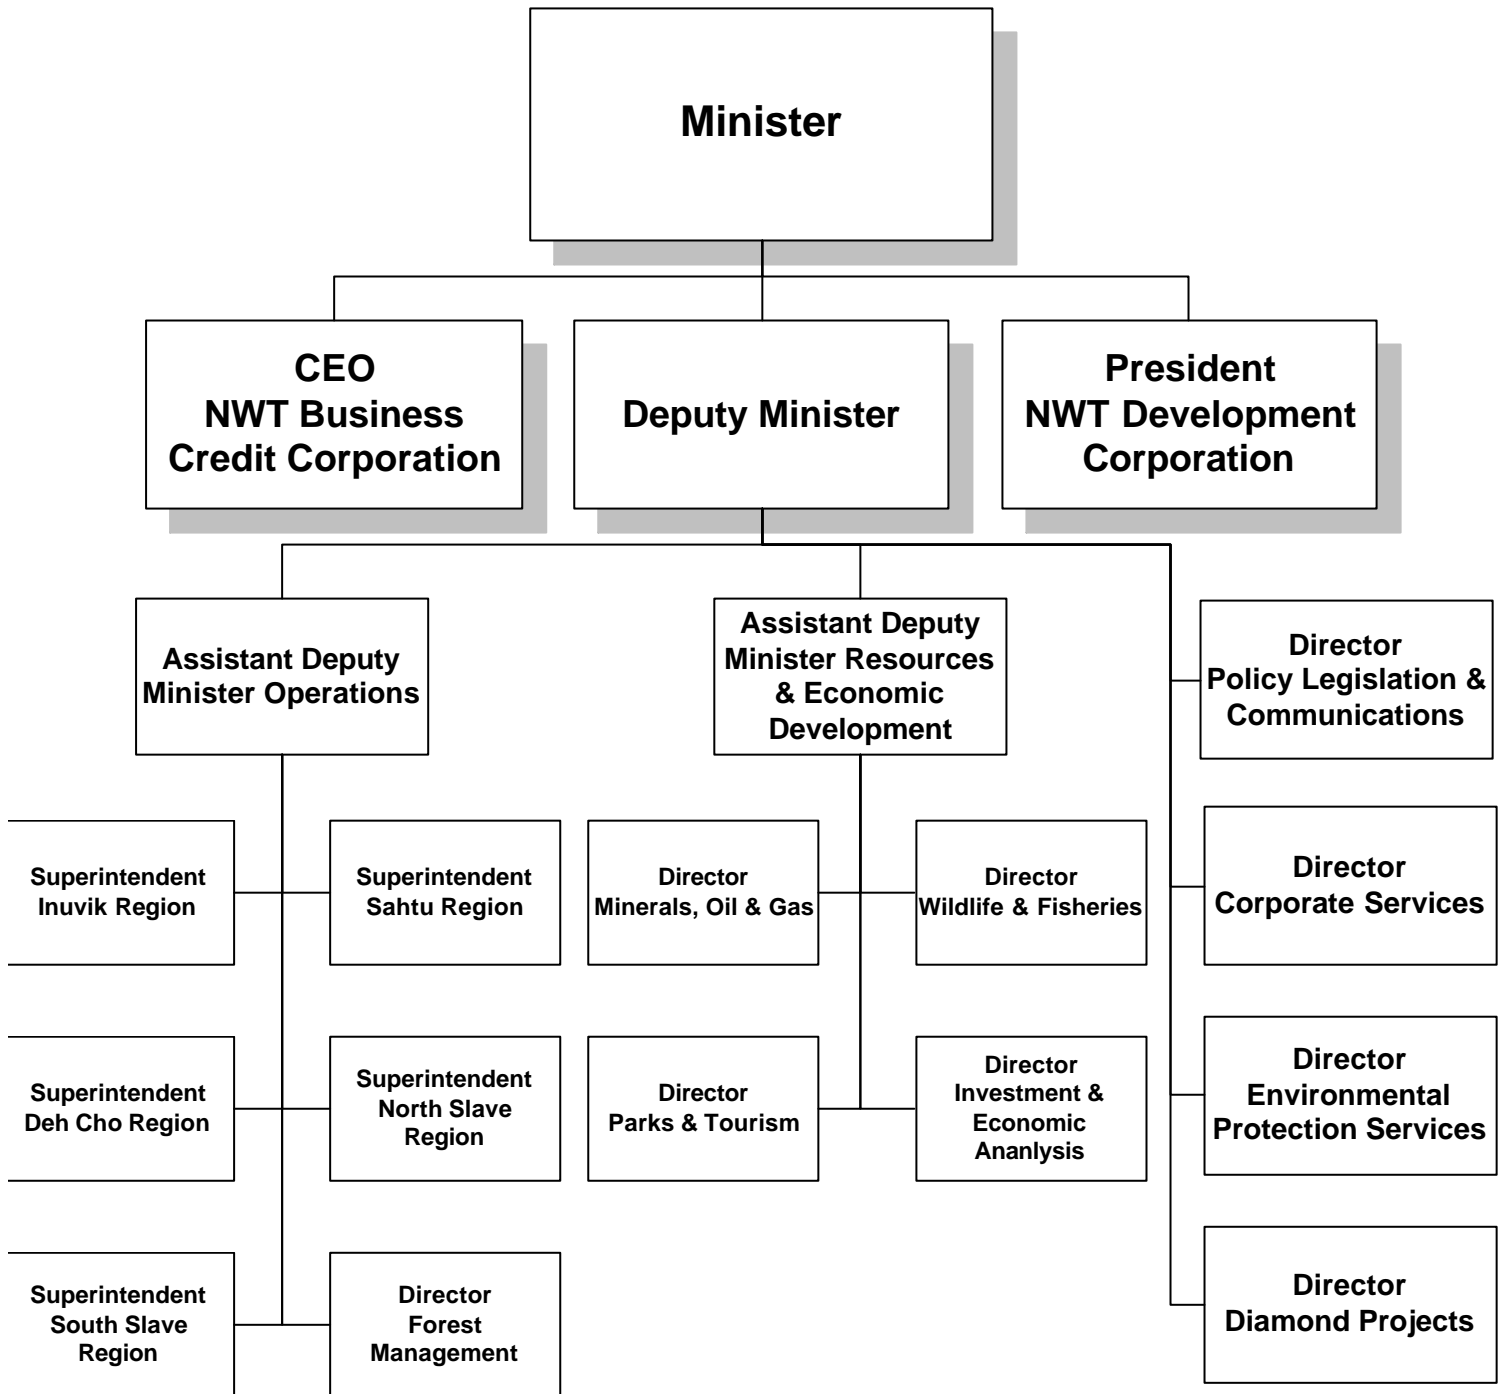 Minister
CEO
NWT Business
Credit Corporation
Deputy Minister
President
NWT Development
Corporation
Assistant Deputy
Minister Operations
Assistant Deputy
Minister Resources
& Economic
Development
Director
Policy Legislation &
Communications
Superintendent
Inuvik Region
Superintendent
Sahtu Region
Director
Minerals, Oil & Gas
Director
Wildlife & Fisheries
Director
Corporate Services
Superintendent
Deh Cho Region
Superintendent
North Slave
Region
Director
Parks & Tourism
Director
Investment &
Economic
Ananlysis
Director
Environmental
Protection Services
Superintendent
South Slave
Region
Director
Forest
Management
Director
Diamond Projects